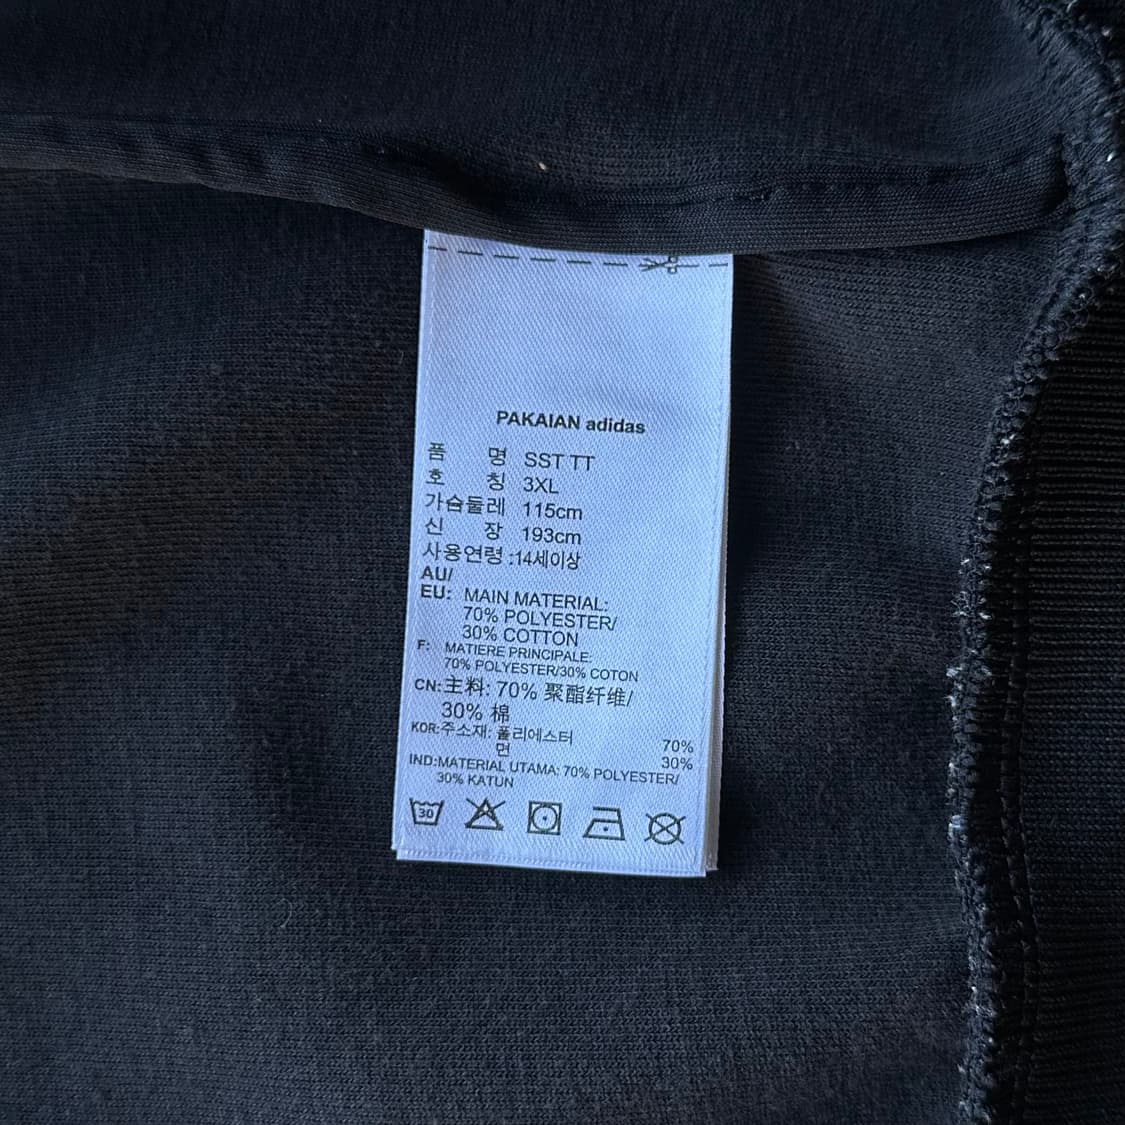 PAKAIAN adidas
품 명 SST TT
호 칭 3XL
가슴둘레 115cm
신 장 193cm
사용연령 :14세이상
AU/
EU: MAIN MATERIAL:
70% POLYESTER/
30% COTTON
F: MATIERE PRINCIPALE:
70% POLYESTER/30% COTON
CN:主料: 70% 聚酯纤维/
30% 棉
KOR:주소재: 폴리에스터 70%
면 30%
IND:MATERIAL UTAMA: 70% POLYESTER/
30% KATUN
30